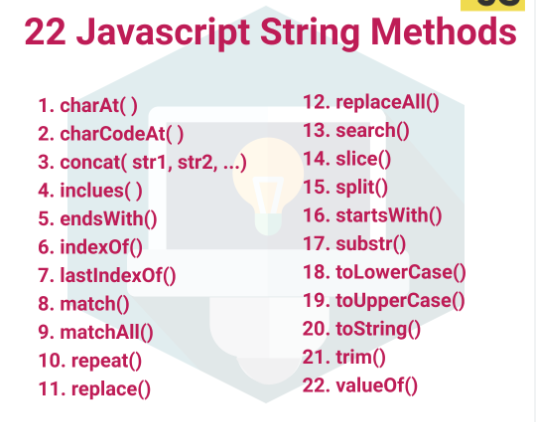 22 Javascript String Methods
1. charAt( )
2. charCodeAt( )
3. concat( str1, str2, ...)
4. inclues( )
5. endsWith()
6. indexOf()
7. lastIndexOf()
8. match()
9. matchAll()
10. repeat()
11. replace()
12. replaceAll()
13. search()
14. slice()
15. split()
16. startsWith()
17. substr()
18. toLowerCase()
19. toUpperCase()
20. toString()
21. trim()
22. valueOf()